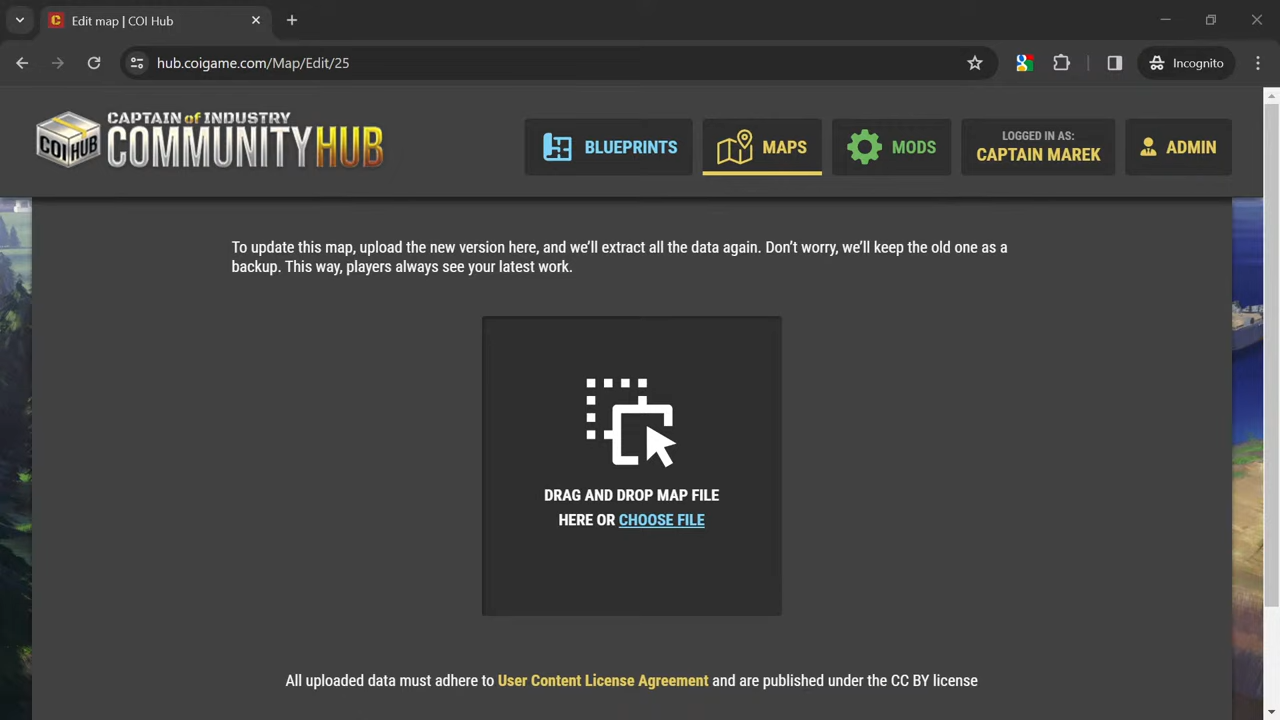 Edit map | COI Hub
hub.coigame.com/Map/Edit/25
Incognito
COI HUB
CAPTAIN of INDUSTRY
COMMUNITY HUB
BLUEPRINTS
MAPS
MODS
LOGGED IN AS:
CAPTAIN MAREK
ADMIN
To update this map, upload the new version here, and we'll extract all the data again. Don't worry, we'll keep the old one as a
backup. This way, players always see your latest work.
DRAG AND DROP MAP FILE
HERE OR CHOOSE FILE
All uploaded data must adhere to User Content License Agreement and are published under the CC BY license